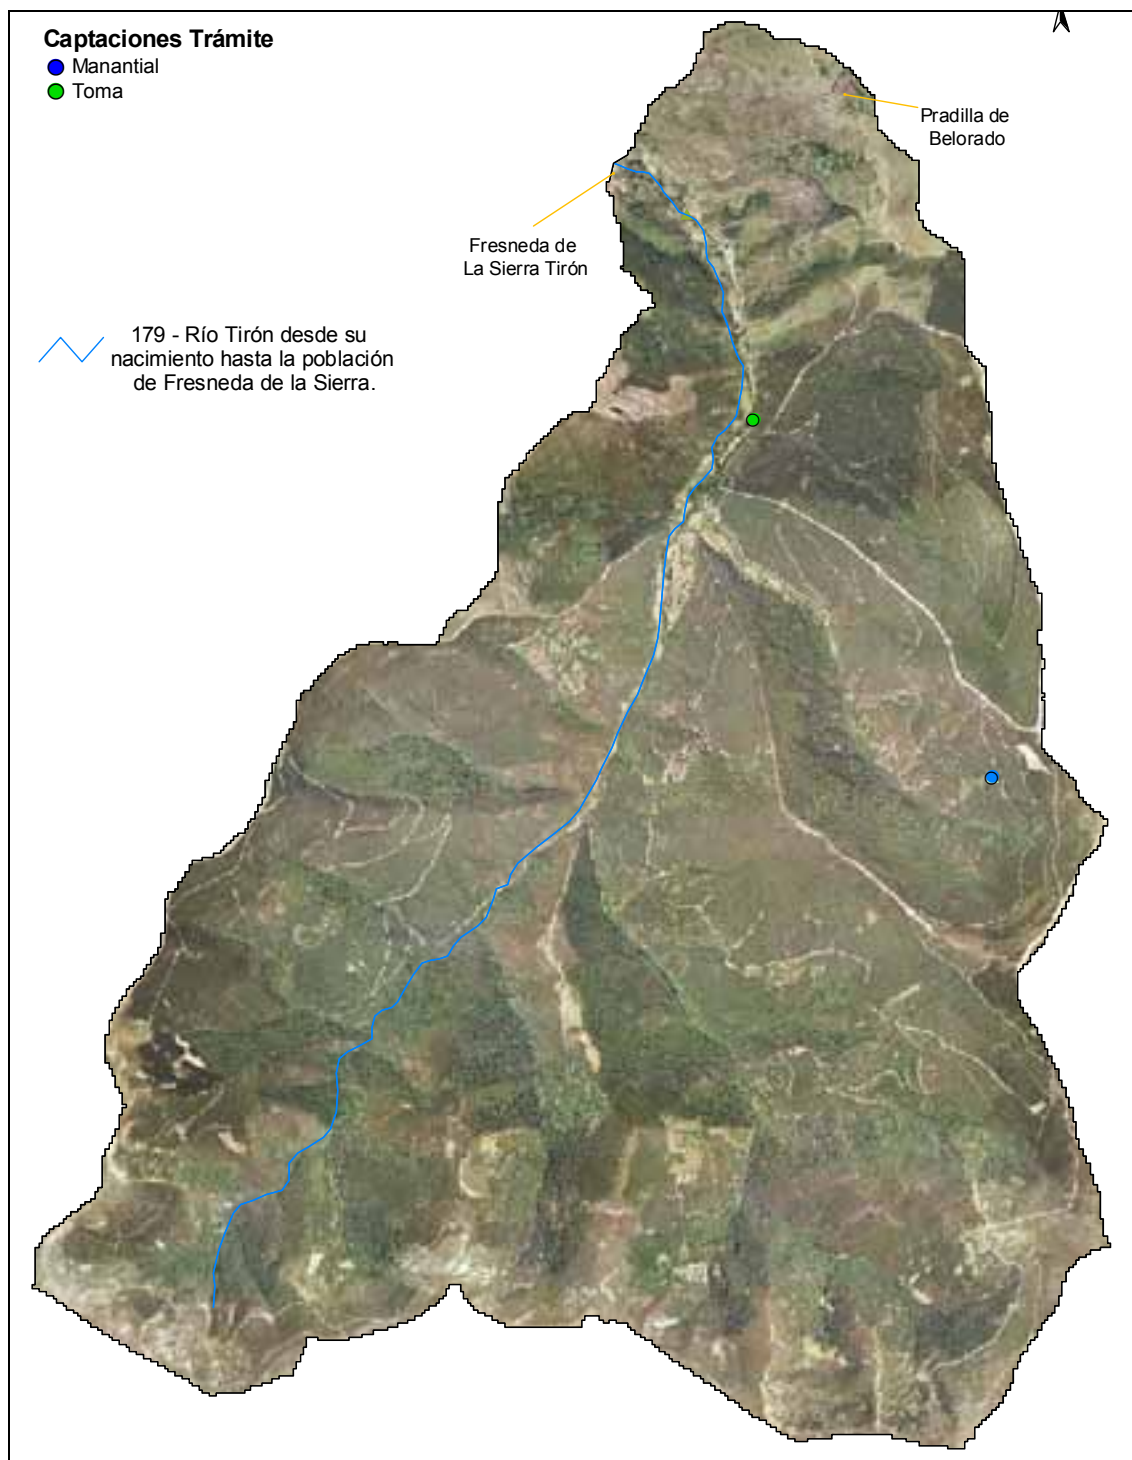 Captaciones Trámite
Manantial
Toma
Pradilla de
Belorado
Fresneda de
La Sierra Tirón
179 - Río Tirón desde su
nacimiento hasta la población
de Fresneda de la Sierra.